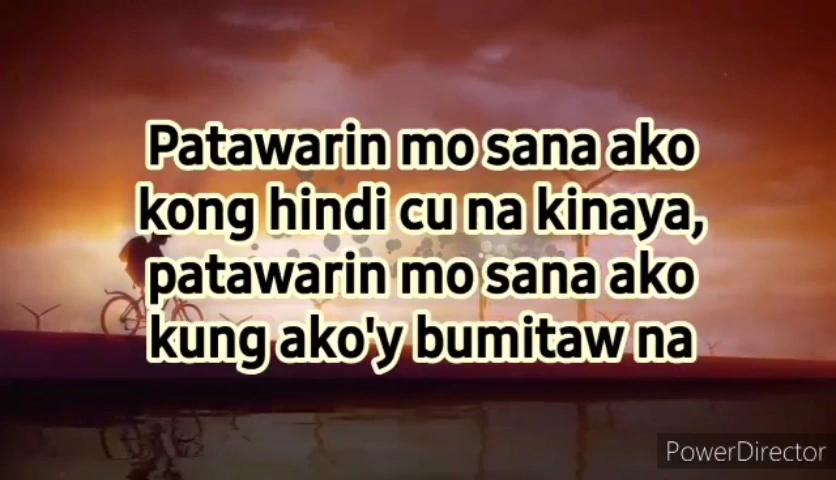 Patawarin mo sana ako
kong hindi cu na kinaya,
patawarin mo sana ako
kung ako'y bumitaw na
PowerDirector